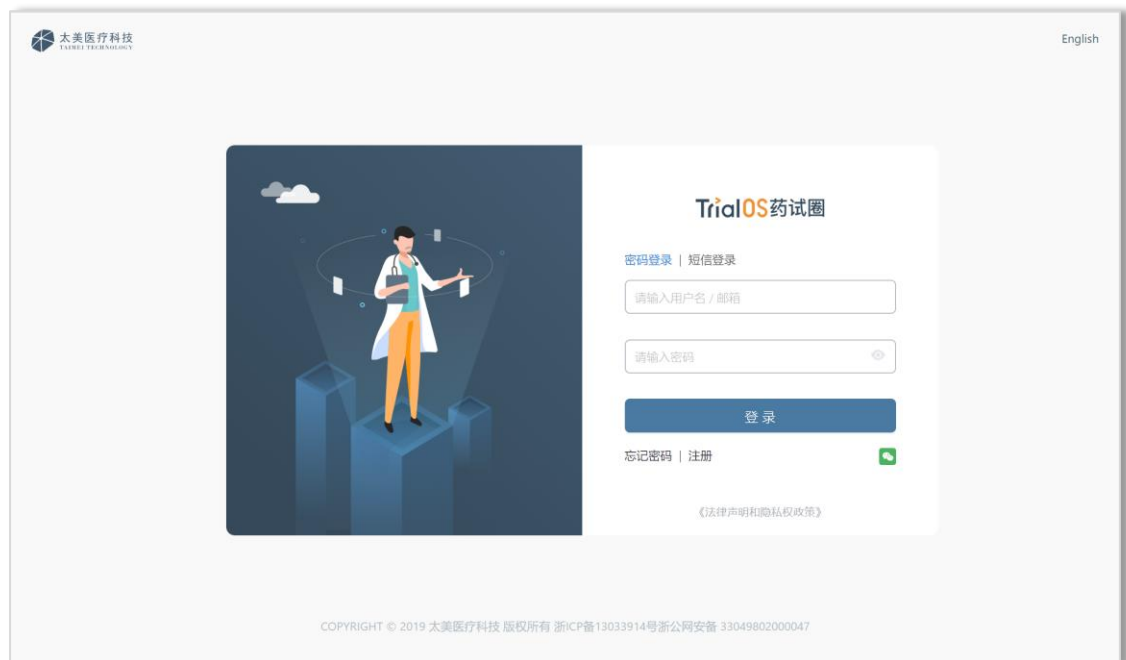 太美医疗科技
TAIMEI TECHNOLOGY
English
TrialOS药试圈
密码登录 | 短信登录
请输入用户名 / 邮箱
请输入密码
登 录
忘记密码 | 注册
《法律声明和隐私权政策》
COPYRIGHT © 2019 太美医疗科技 版权所有 浙ICP备13033914号浙公网安备 33049802000047